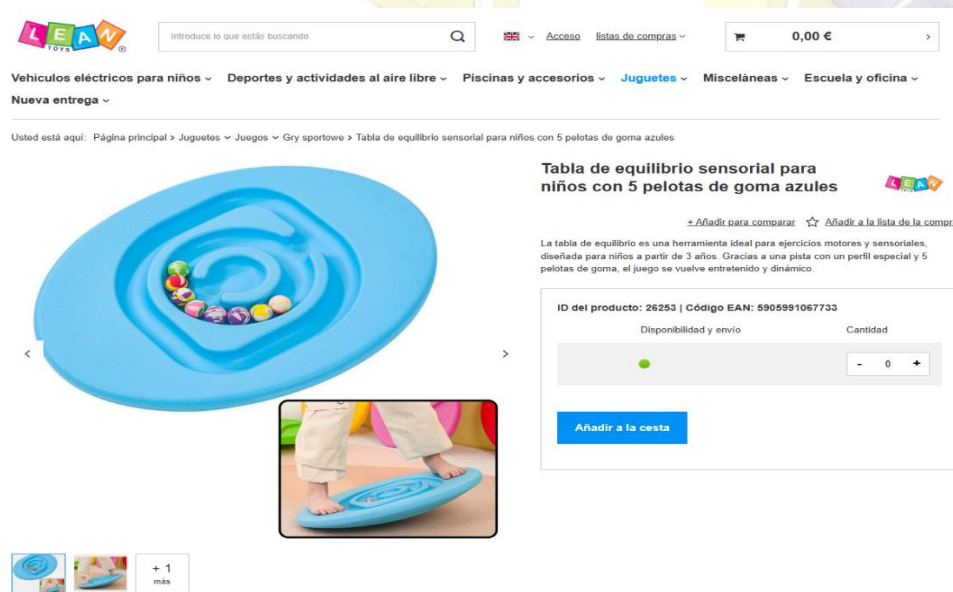 LEAN
TOYS ®
Introduce lo que estás buscando
Acceso
listas de compras
0,00 €
Vehiculos eléctricos para niños
Deportes y actividades al aire libre
Piscinas y accesorios
Juguetes
Misceláneas
Escuela y oficina
Nueva entrega
Usted está aquí: Página principal > Juguetes Juegos Gry sportowe > Tabla de equilibrio sensorial para niños con 5 pelotas de goma azules
Tabla de equilibrio sensorial para
niños con 5 pelotas de goma azules
LEAN
+ Añadir para comparar
Añadir a la lista de la compr
La tabla de equilibrio es una herramienta ideal para ejercicios motores y sensoriales,
diseñada para niños a partir de 3 años. Gracias a una pista con un perfil especial y 5
pelotas de goma, el juego se vuelve entretenido y dinámico.
ID del producto: 26253 | Código EAN: 5905991067733
Disponibilidad y envío
Cantidad
- 0 +
Añadir a la cesta
+ 1
más